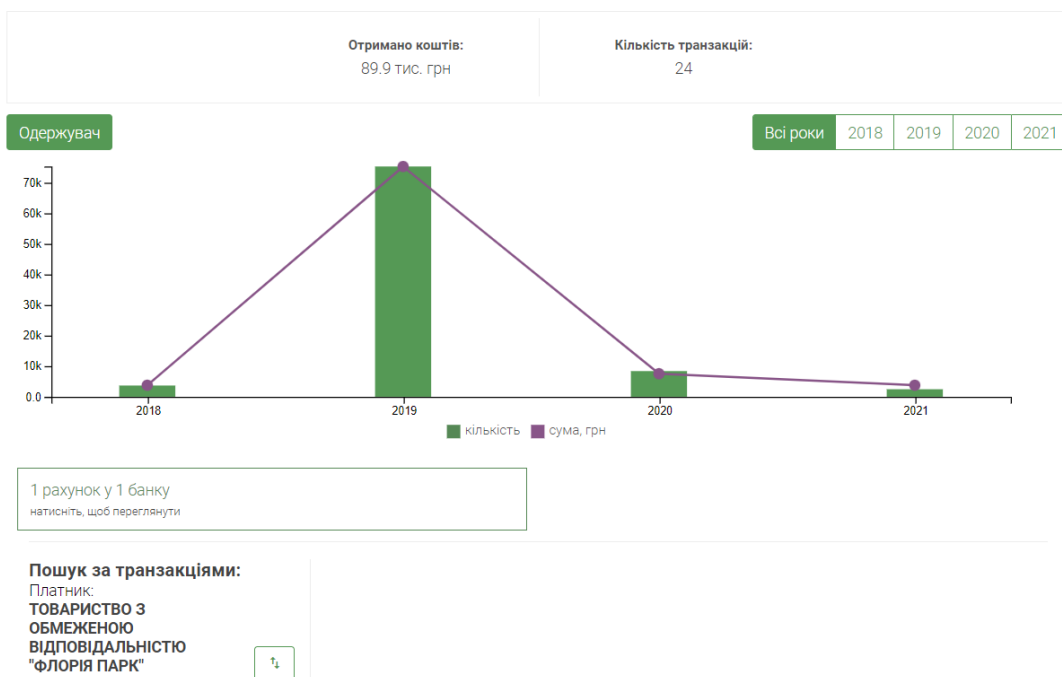 Отримано коштів:
89.9 тис. грн
Кількість транзакцій:
24
Одержувач
Всі роки 2018 2019 2020 2021
70k
60k
50k
40k
30k
20k
10k
0.0
2018 2019 2020 2021
кількість сума, грн
1 рахунок у 1 банку
натисніть, щоб переглянути
Пошук за транзакціями:
Платник:
ТОВАРИСТВО З
ОБМЕЖЕНОЮ
ВІДПОВІДАЛЬНІСТЮ
"ФЛОРІЯ ПАРК"